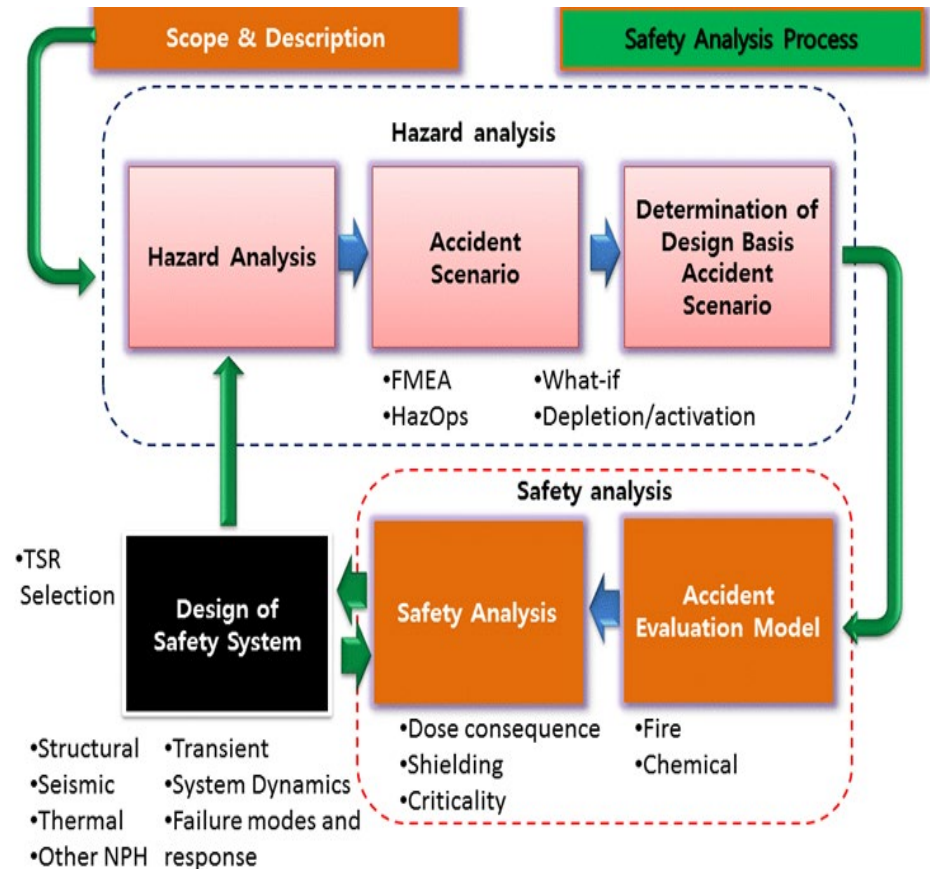 Scope & Description
Safety Analysis Process
Hazard analysis
Hazard Analysis
Accident
Scenario
Determination of
Design Basis
Accident
Scenario
•FMEA
•HazOps
•What-if
•Depletion/activation
Safety analysis
•TSR
Selection
Design of
Safety System
Safety Analysis
Accident
Evaluation Model
•Structural
•Seismic
•Thermal
•Other NPH
•Transient
•System Dynamics
•Failure modes and
response
•Dose consequence
•Shielding
•Criticality
•Fire
•Chemical